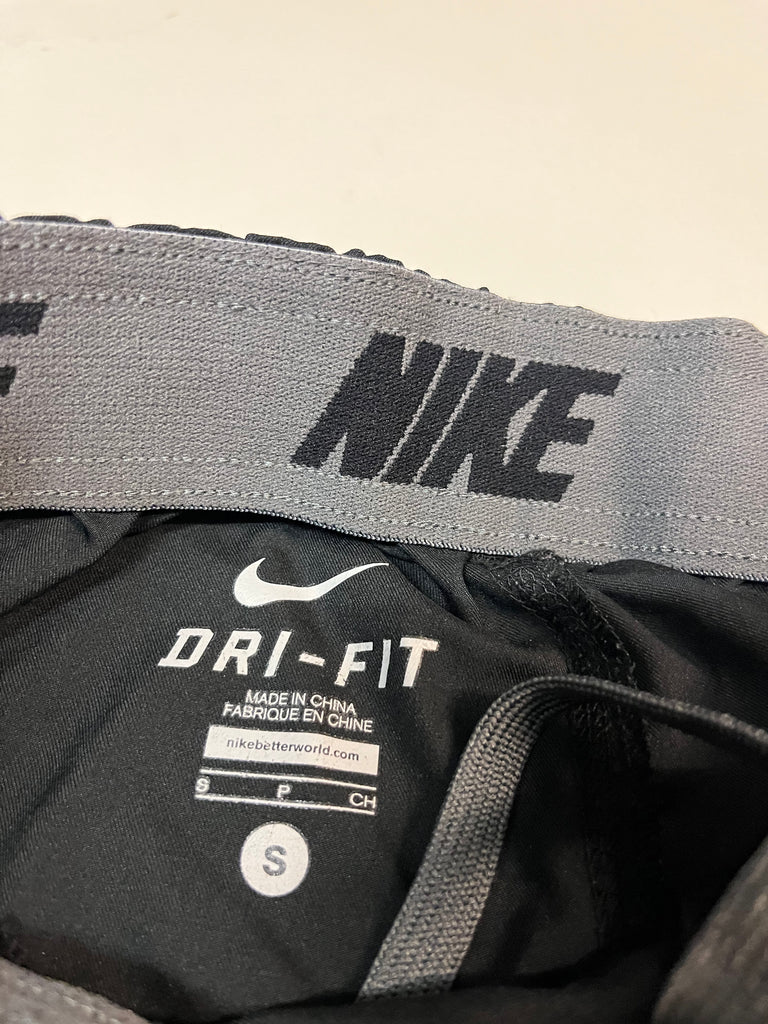 NIKE
DRI-FIT
MADE IN CHINA
FABRIQUE EN CHINE
nikebetterworld.com
S P CH
S